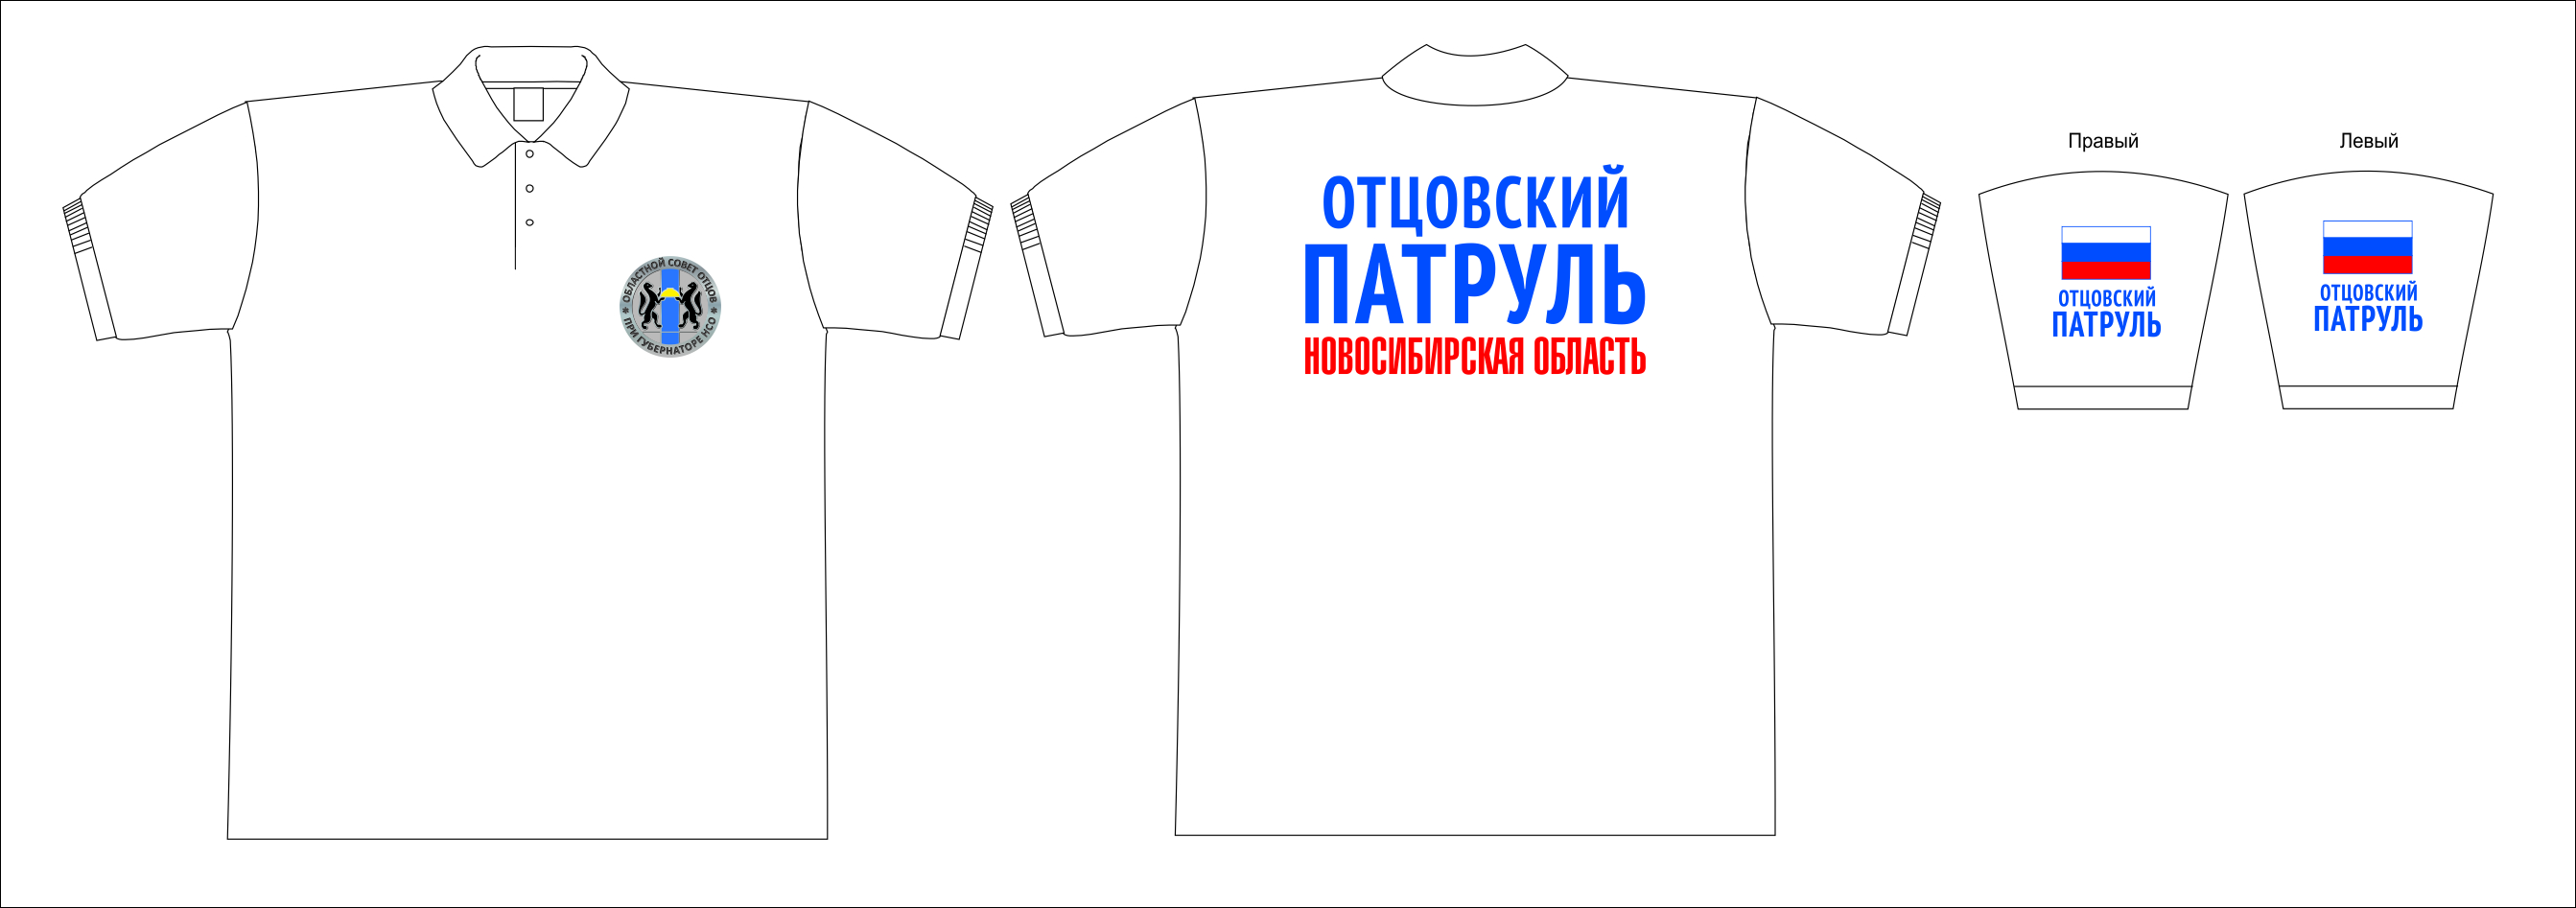 ОБЛАСТНОЙ СОВЕТ ОТЦОВ
ПРИ ГУБЕРНАТОРЕ НСО
ОТЦОВСКИЙ
ПАТРУЛЬ
НОВОСИБИРСКАЯ ОБЛАСТЬ
Правый
ОТЦОВСКИЙ
ПАТРУЛЬ
Левый
ОТЦОВСКИЙ
ПАТРУЛЬ